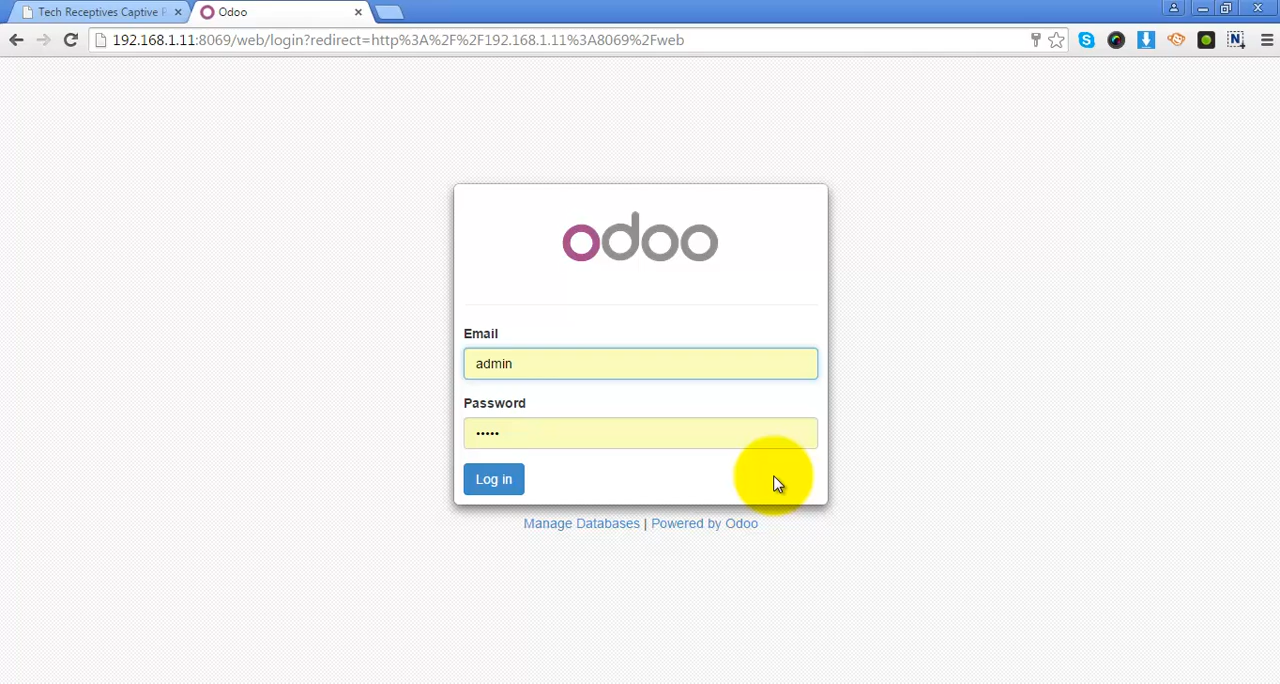 Tech Receptives Captive P
Odoo
192.168.1.11:8069/web/login?redirect=http%3A%2F%2F192.168.1.11%3A8069%2Fweb
odoo
Email
admin
Password
•••••
Log in
Manage Databases | Powered by Odoo